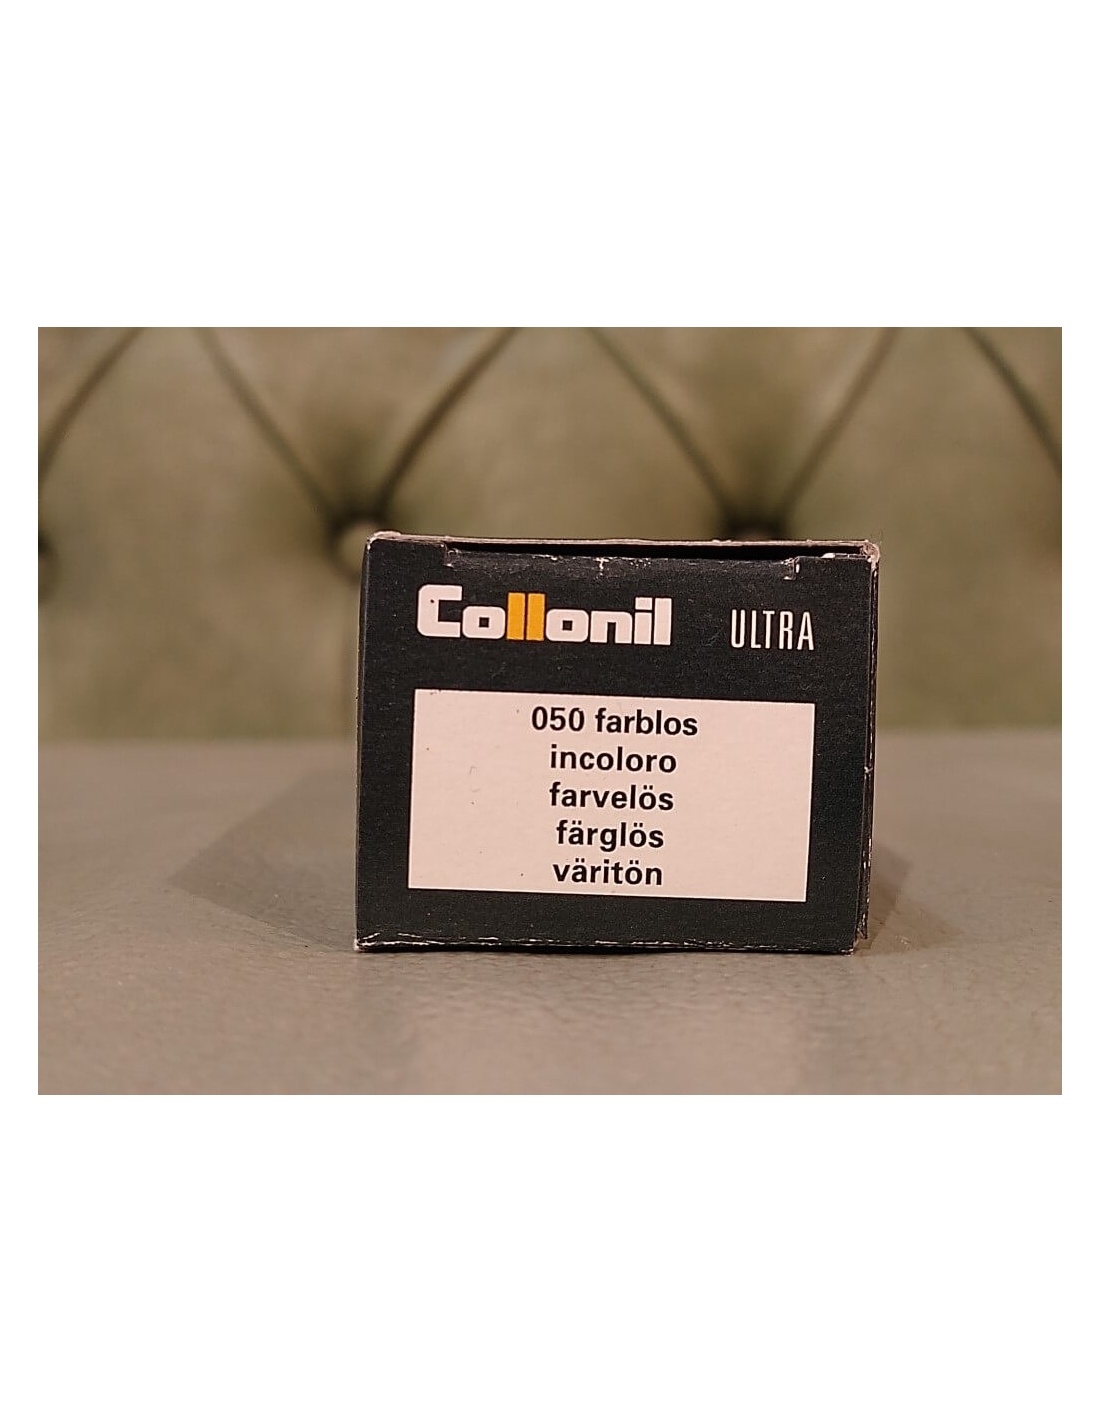 Collonil ULTRA
050 farblos
incoloro
farvelös
färglös
väritön